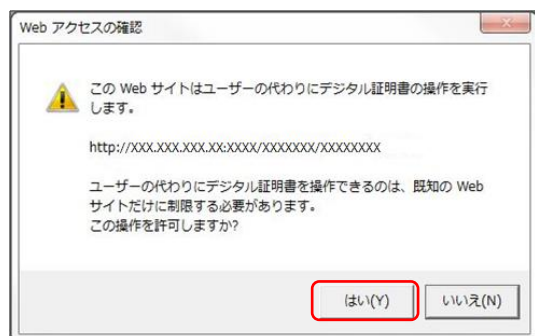 Web アクセスの確認
この Web サイトはユーザーの代わりにデジタル証明書の操作を実行
します。
http://XXX.XXX.XXX.XX:XXXX/XXXXXXX/XXXXXXXX
ユーザーの代わりにデジタル証明書を操作できるのは、既知の Web
サイトだけに制限する必要があります。
この操作を許可しますか?
はい(Y)
いいえ(N)